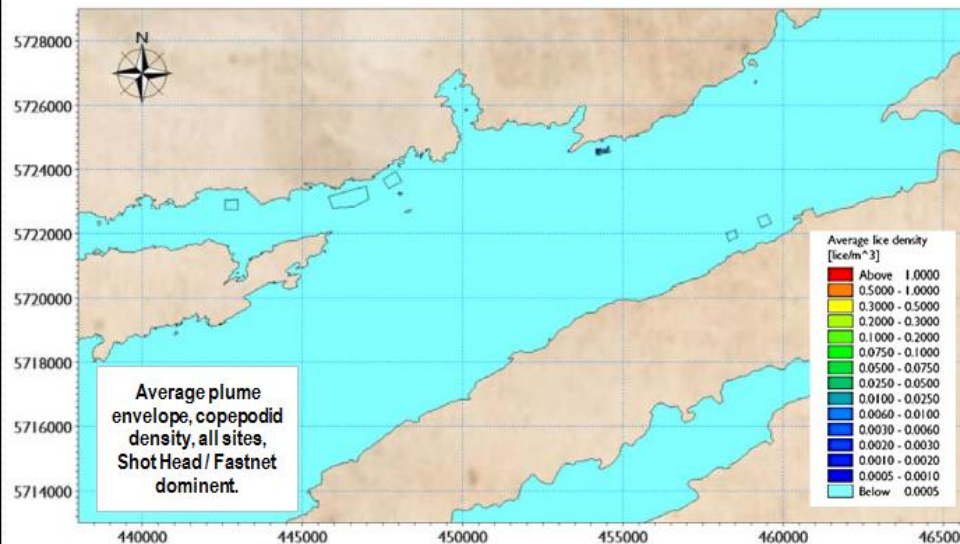 N
5728000
5726000
5724000
5722000
5720000
5718000
5716000
5714000
440000
445000
450000
455000
460000
46500
Average plume
envelope, copepodid
density, all sites,
Shot Head / Fastnet
dominent.
Average lice density
[lice/m^3]
Above 1.0000
0.5000 - 1.0000
0.3000 - 0.5000
0.2000 - 0.3000
0.1000 - 0.2000
0.0750 - 0.1000
0.0500 - 0.0750
0.0250 - 0.0500
0.0100 - 0.0250
0.0060 - 0.0100
0.0030 - 0.0060
0.0020 - 0.0030
0.0010 - 0.0020
0.0005 - 0.0010
Below 0.0005